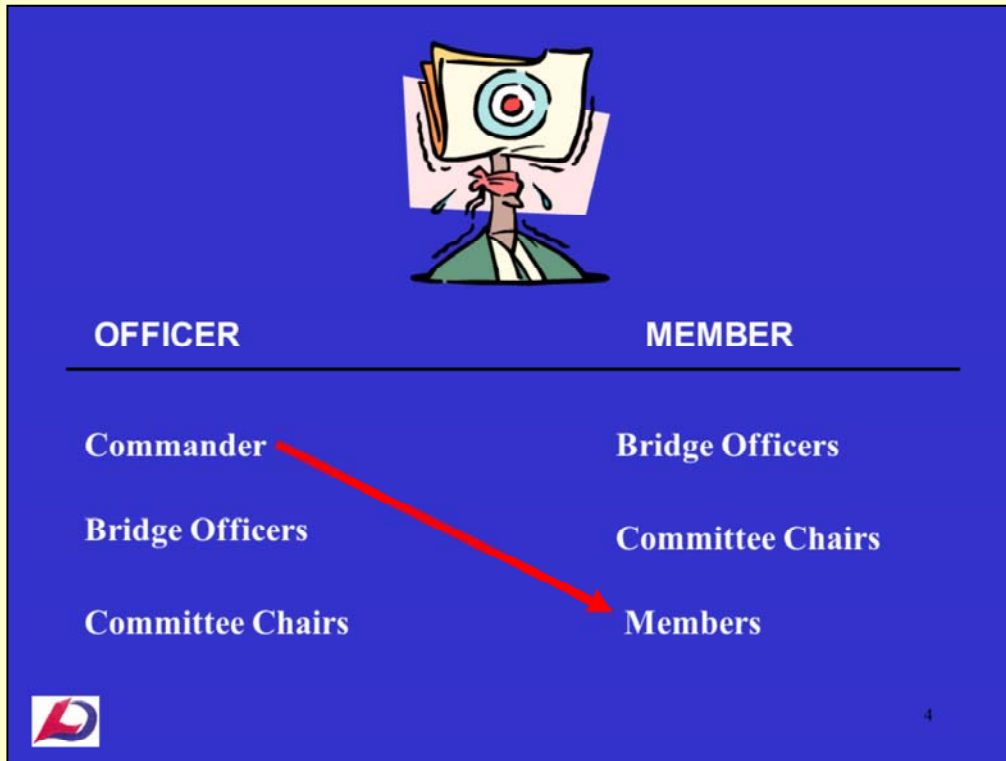 OFFICER MEMBER
Commander Bridge Officers
Bridge Officers Committee Chairs
Committee Chairs Members
4